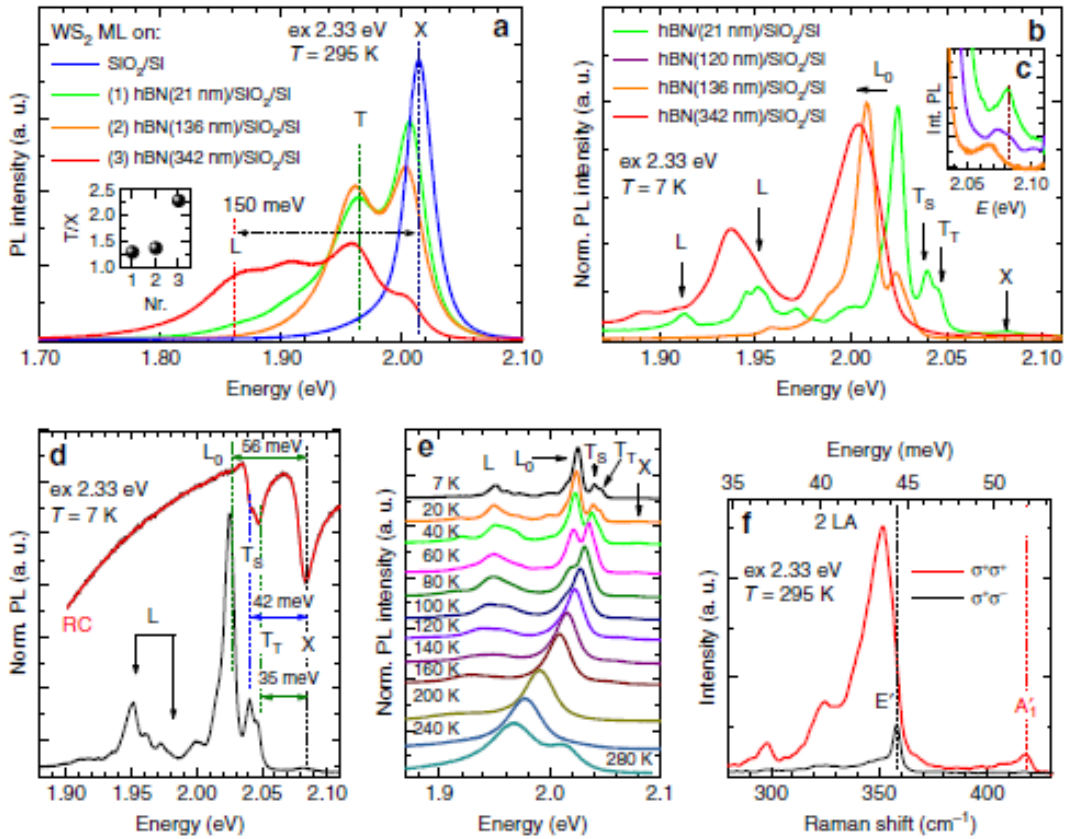 WS2 ML on:
SIO2/SI
(1) hBN(21 nm)/SIO2/SI
(2) hBN(136 nm)/SIO2/SI
(3) hBN(342 nm)/SIO2/SI
ex 2.33 eV
T = 295 K
X
a
T
150 meV
L
2.5
2.0
1.5
1.0
T/X
1 2 3
Nr.
PL intensity (a. u.)
1.70 1.80 1.90 2.00 2.10
Energy (eV)
hBN/(21 nm)/SIO2/SI
hBN(120 nm)/SIO2/SI
hBN(136 nm)/SIO2/SI
hBN(342 nm)/SIO2/SI
b
L0
c
Int. PL
2.06 2.10
E (eV)
ex 2.33 eV
T = 7 K
L
L
TS
TT
X
Norm. PL intensity (a. u.)
1.90 1.95 2.00 2.05
Energy (eV)
d
L0
56 meV
ex 2.33 eV
T = 7 K
TS
42 meV
RC
L
TT
X
35 meV
Norm. PL (a. u.)
1.90 1.95 2.00 2.05 2.10
Energy (eV)
e
L
L0
TS
TT
X
7 K
20 K
40 K
60 K
80 K
100 K
120 K
140 K
160 K
200 K
240 K
280 K
Norm. PL intensity (a. u.)
1.9 2.0 2.1
Energy (eV)
Energy (meV)
35 40 45 50
2 LA
f
ex 2.33 eV
T = 295 K
σ+σ+
σ+σ−
E′
A′1
Intensity (a. u.)
300 350 400
Raman shift (cm−1)